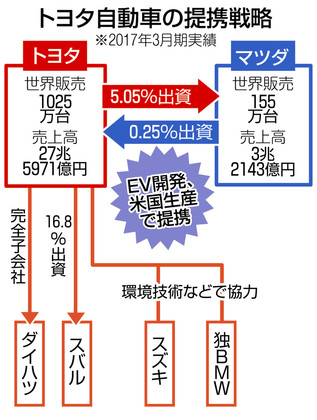 トヨタ自動車の提携戦略
※2017年3月期実績
トヨタ
世界販売
1025
万台
売上高
27兆
5971億円
5.05%出資
0.25%出資
マツダ
世界販売
155
万台
売上高
3兆
2143億円
EV開発、
米国生産
で提携
完全子会社
16.8
%出資
環境技術などで協力
ダイハツ
スバル
スズキ
独BMW